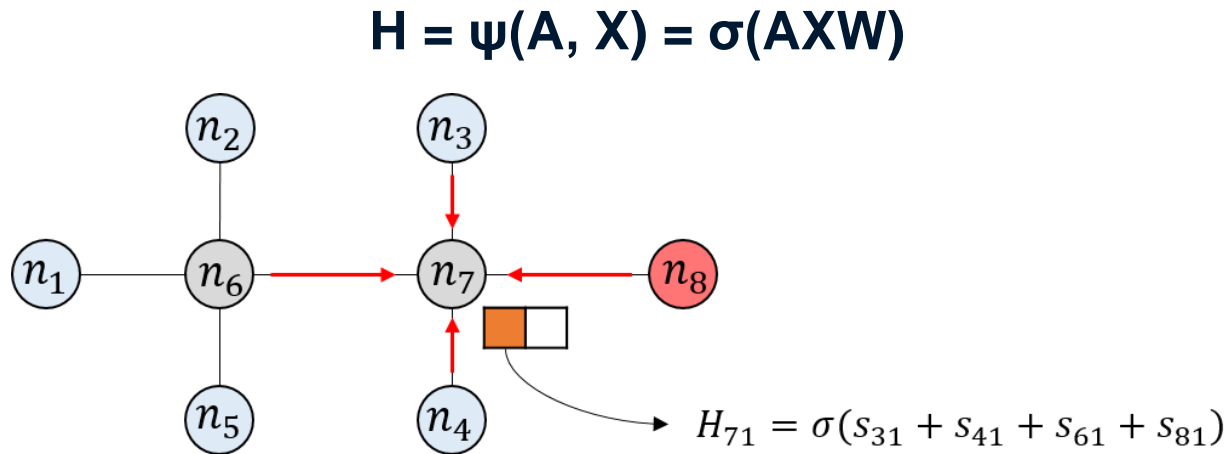 H = ψ(A, X) = σ(AXW)
n₂
n₃
n₁
n₆
n₇
n₈
n₅
n₄
H₇₁ = σ(s₃₁ + s₄₁ + s₆₁ + s₈₁)